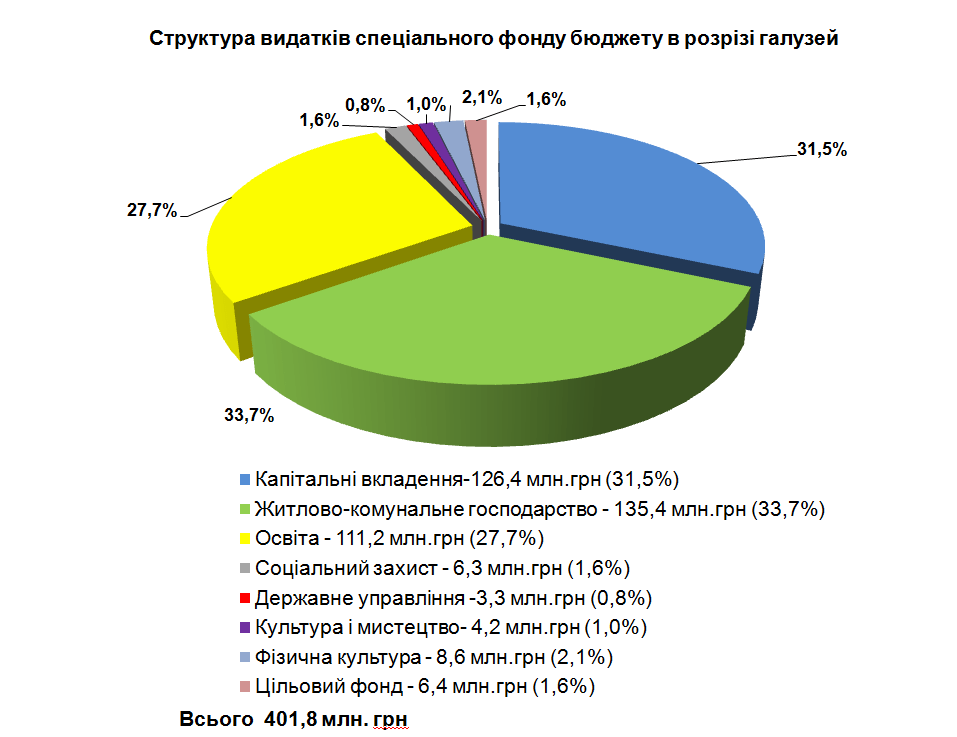 Структура видатків спеціального фонду бюджету в розрізі галузей
1,6%
0,8%
1,0%
2,1%
1,6%
31,5%
27,7%
33,7%
Капітальні вкладення-126,4 млн.грн (31,5%)
Житлово-комунальне господарство - 135,4 млн.грн (33,7%)
Освіта - 111,2 млн.грн (27,7%)
Соціальний захист - 6,3 млн.грн (1,6%)
Державне управління -3,3 млн.грн (0,8%)
Культура і мистецтво- 4,2 млн.грн (1,0%)
Фізична культура - 8,6 млн.грн (2,1%)
Цільовий фонд - 6,4 млн.грн (1,6%)
Всього 401,8 млн. грн